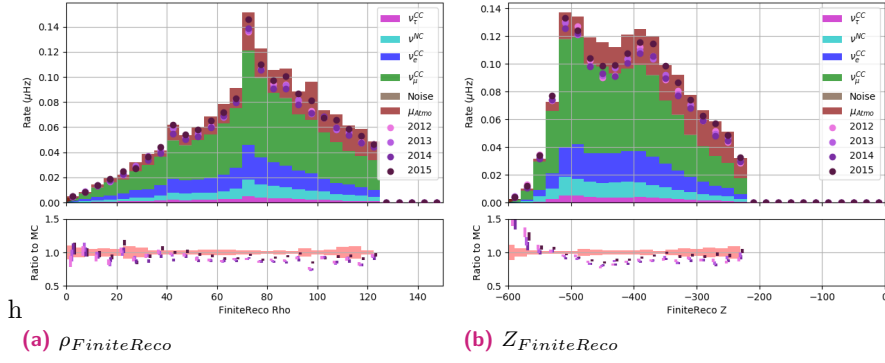 0.14
0.12
0.10
0.08
0.06
0.04
0.02
0.00
Rate (μHz)
ν_τ^CC
ν^NC
ν_e^CC
ν_μ^CC
Noise
μ_Atmo
2012
2013
2014
2015
1.5
1.0
0.5
Ratio to MC
0 20 40 60 80 100 120 140
FiniteReco Rho
0.14
0.12
0.10
0.08
0.06
0.04
0.02
0.00
Rate (μHz)
ν_τ^CC
ν^NC
ν_e^CC
ν_μ^CC
Noise
μ_Atmo
2012
2013
2014
2015
1.5
1.0
0.5
Ratio to MC
−600 −500 −400 −300 −200 −100 0
FiniteReco Z
h
(a) ρ_FiniteReco
(b) Z_FiniteReco